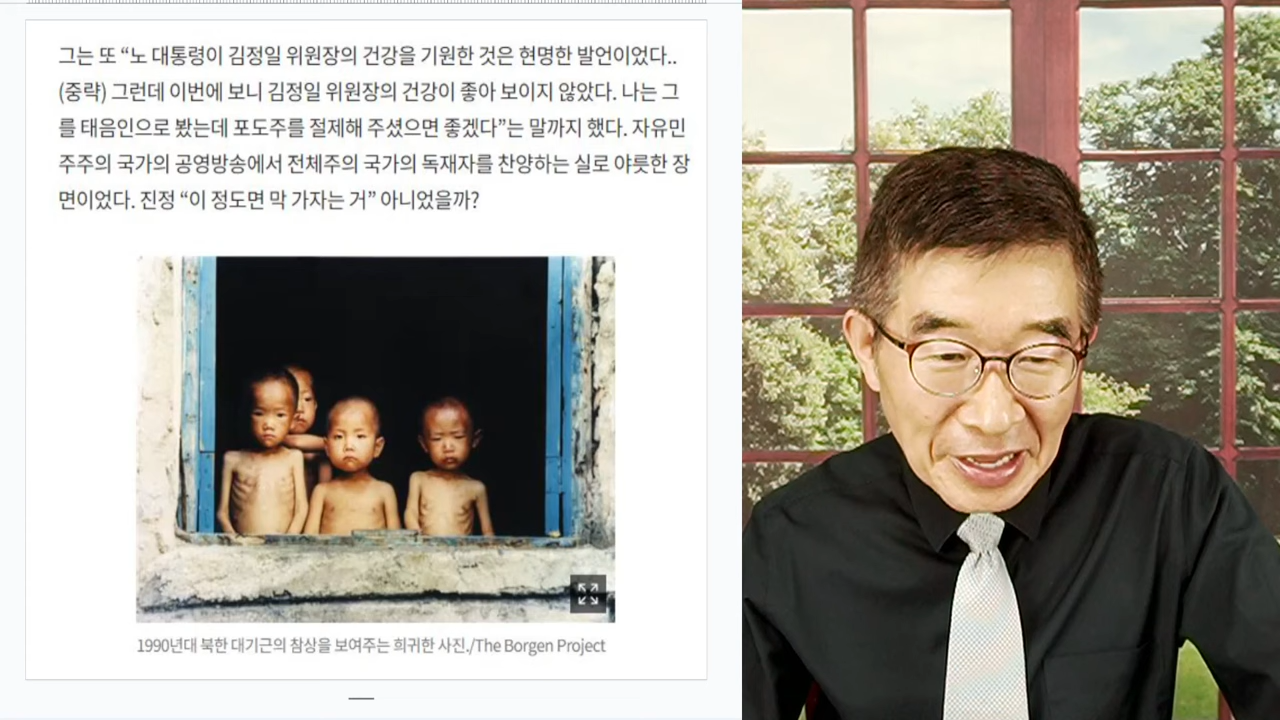 그는 또 “노 대통령이 김정일 위원장의 건강을 기원한 것은 현명한 발언이었다..
(중략) 그런데 이번에 보니 김정일 위원장의 건강이 좋아 보이지 않았다. 나는 그
를 태음인으로 봤는데 포도주를 절제해 주셨으면 좋겠다”는 말까지 했다. 자유민
주주의 국가의 공영방송에서 전체주의 국가의 독재자를 찬양하는 실로 야릇한 장
면이었다. 진정 “이 정도면 막 가자는 거” 아니었을까?
1990년대 북한 대기근의 참상을 보여주는 희귀한 사진./The Borgen Project